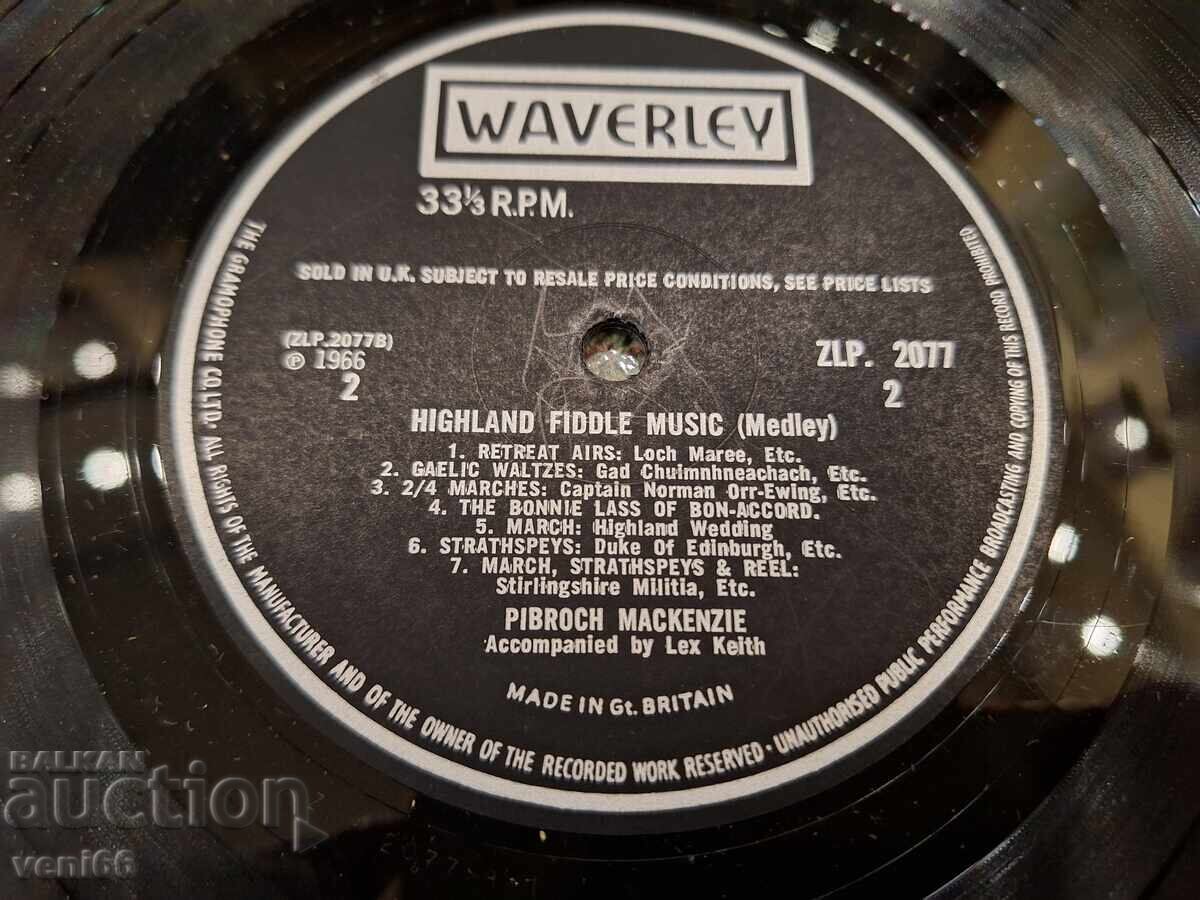 WAVERLEY
33⅓ R.P.M.
SOLD IN U.K. SUBJECT TO RESALE PRICE CONDITIONS, SEE PRICE LISTS
(ZLP.2077B)
℗ 1966
2
ZLP. 2077
2
HIGHLAND FIDDLE MUSIC (Medley)
1. RETREAT AIRS: Loch Maree, Etc.
2. GAELIC WALTZES: Gad Chuimnhneachach, Etc.
3. 2/4 MARCHES: Captain Norman Orr-Ewing, Etc.
4. THE BONNIE LASS OF BON-ACCORD.
5. MARCH: Highland Wedding
6. STRATHSPEYS: Duke Of Edinburgh, Etc.
7. MARCH, STRATHSPEYS & REEL:
Stirlingshire Militia, Etc.
PIBROCH MACKENZIE
Accompanied by Lex Keith
MADE IN Gt. BRITAIN
THE GRAMOPHONE CO. LTD. ALL RIGHTS OF THE MANUFACTURER AND OF THE OWNER OF THE RECORDED WORK RESERVED · UNAUTHORISED PUBLIC PERFORMANCE BROADCASTING AND COPYING OF THIS RECORD PROHIBITED
BALKAN
auction
veni66